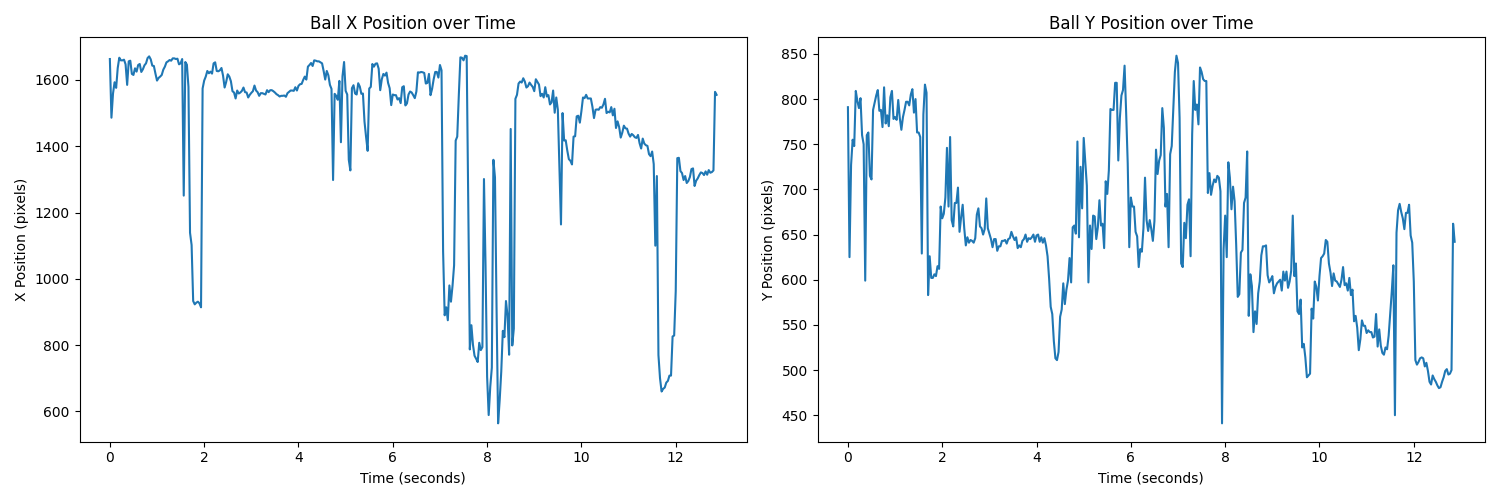 Ball X Position over Time
X Position (pixels)
1600
1400
1200
1000
800
600
0 2 4 6 8 10 12
Time (seconds)
Ball Y Position over Time
Y Position (pixels)
850
800
750
700
650
600
550
500
450
0 2 4 6 8 10 12
Time (seconds)